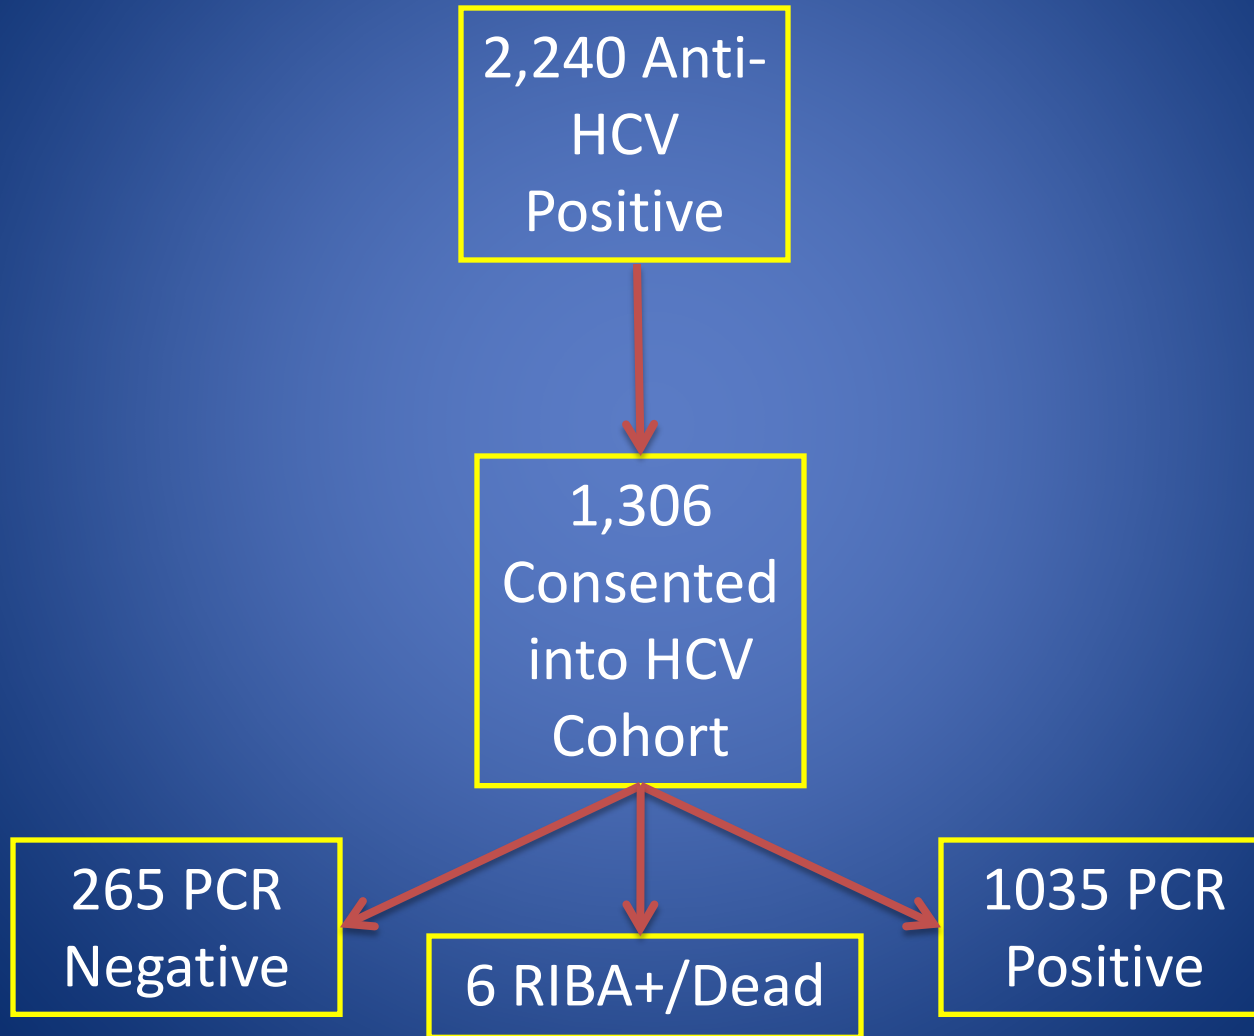 2,240 Anti-
HCV
Positive
1,306
Consented
into HCV
Cohort
265 PCR
Negative
6 RIBA+/Dead
1035 PCR
Positive